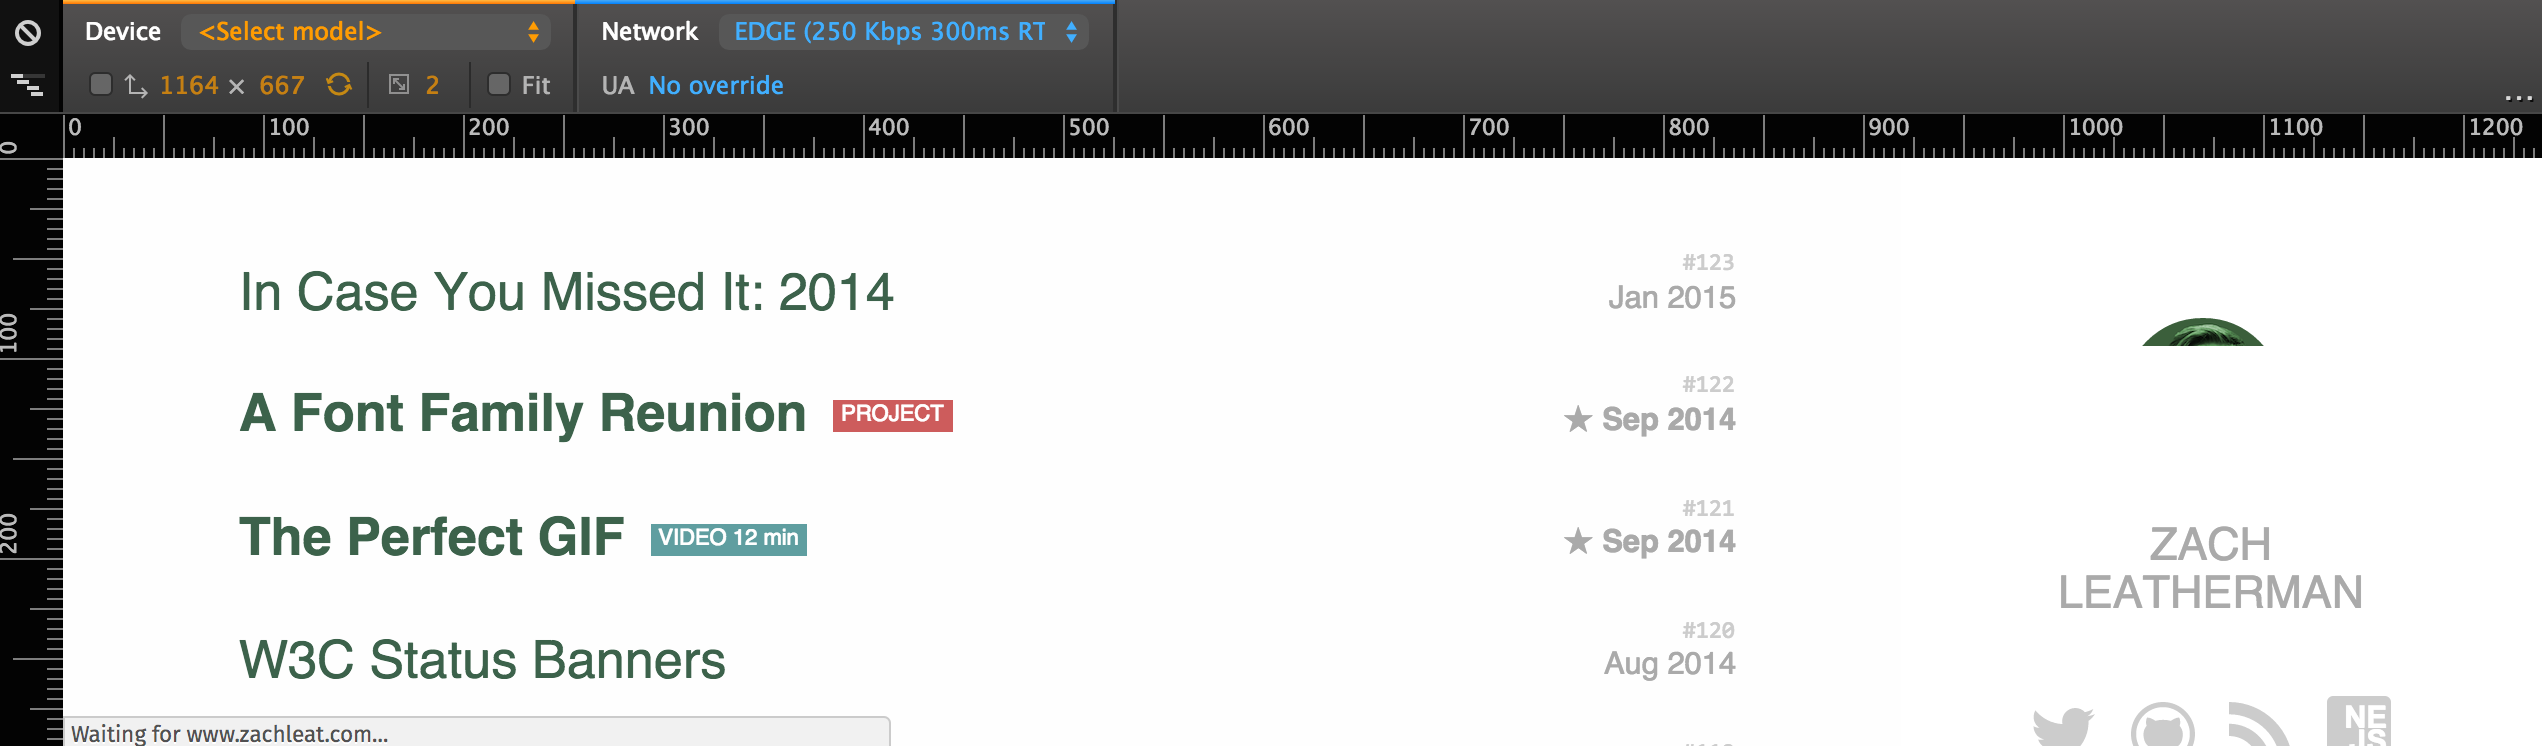 Device <Select model> Network EDGE (250 Kbps 300ms RT
1164 × 667 2 Fit UA No override
...
0 100 200 300 400 500 600 700 800 900 1000 1100 1200
0
100
200
In Case You Missed It: 2014
#123
Jan 2015
A Font Family Reunion PROJECT
#122
★ Sep 2014
The Perfect GIF VIDEO 12 min
#121
★ Sep 2014
W3C Status Banners
#120
Aug 2014
ZACH
LEATHERMAN
NE
Waiting for www.zachleat.com...